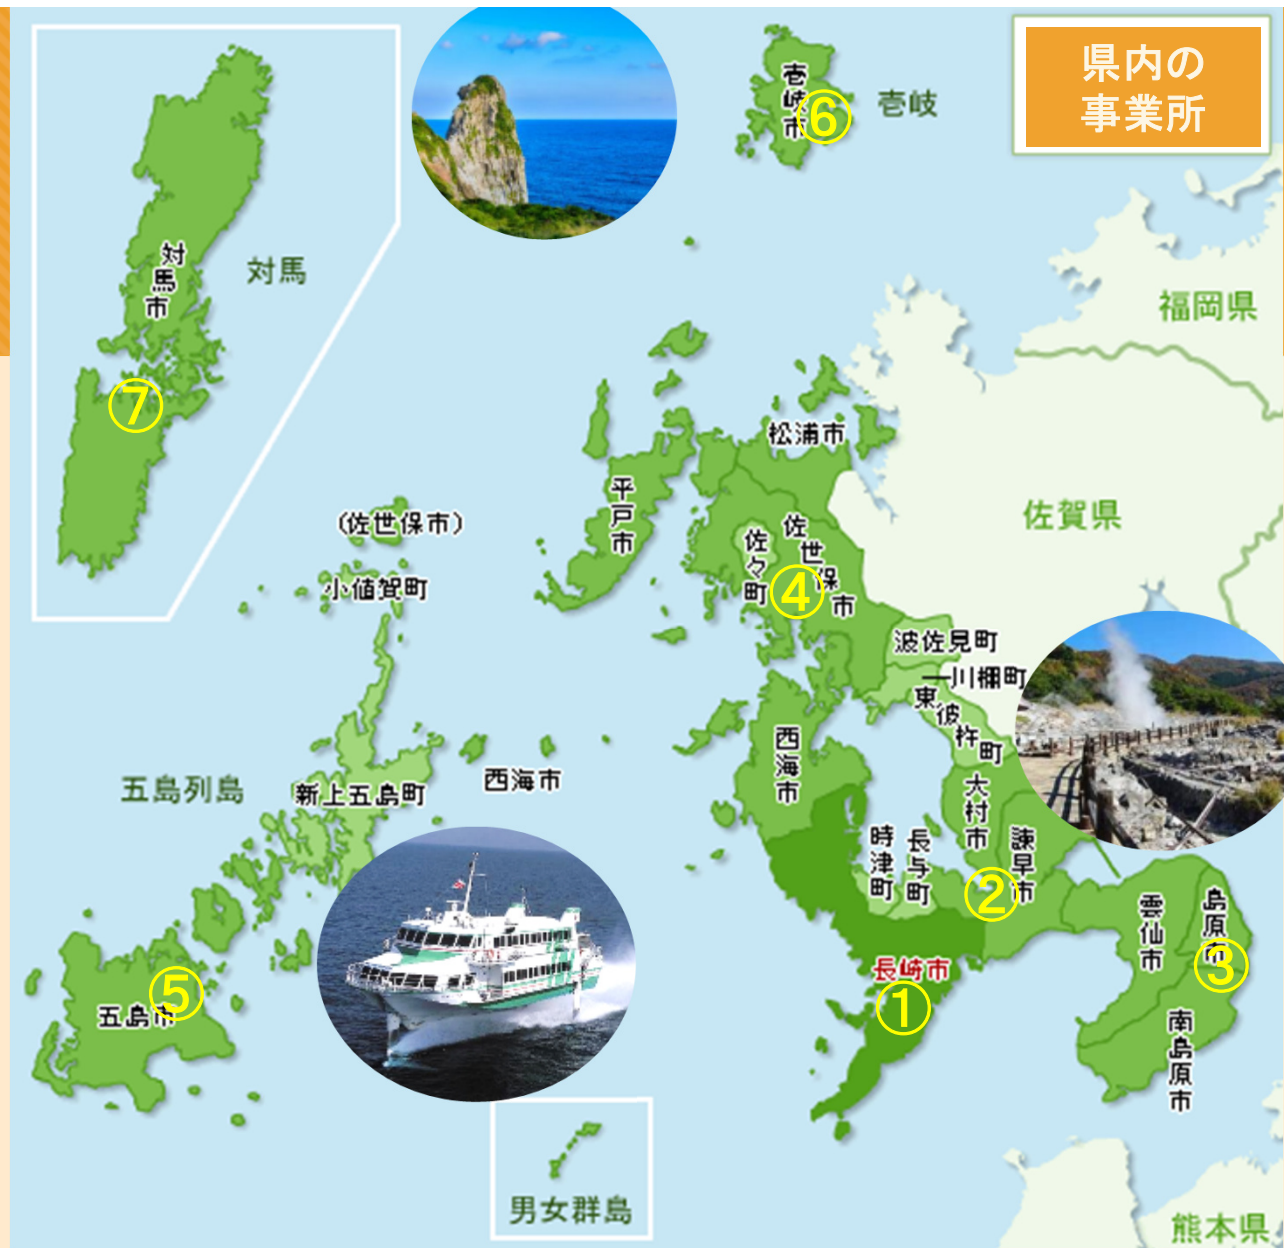 県内の
事業所
壱岐市
⑥
壱岐
対馬市
対馬
⑦
福岡県
松浦市
平戸市
佐賀県
(佐世保市)
佐世保市
佐々町
④
小値賀町
波佐見町
川棚町
東彼杵町
西海市
大村市
五島列島
新上五島町
西海市
時津町
長与町
諫早市
②
雲仙市
島原市
③
長崎市
①
五島市
⑤
南島原市
男女群島
熊本県